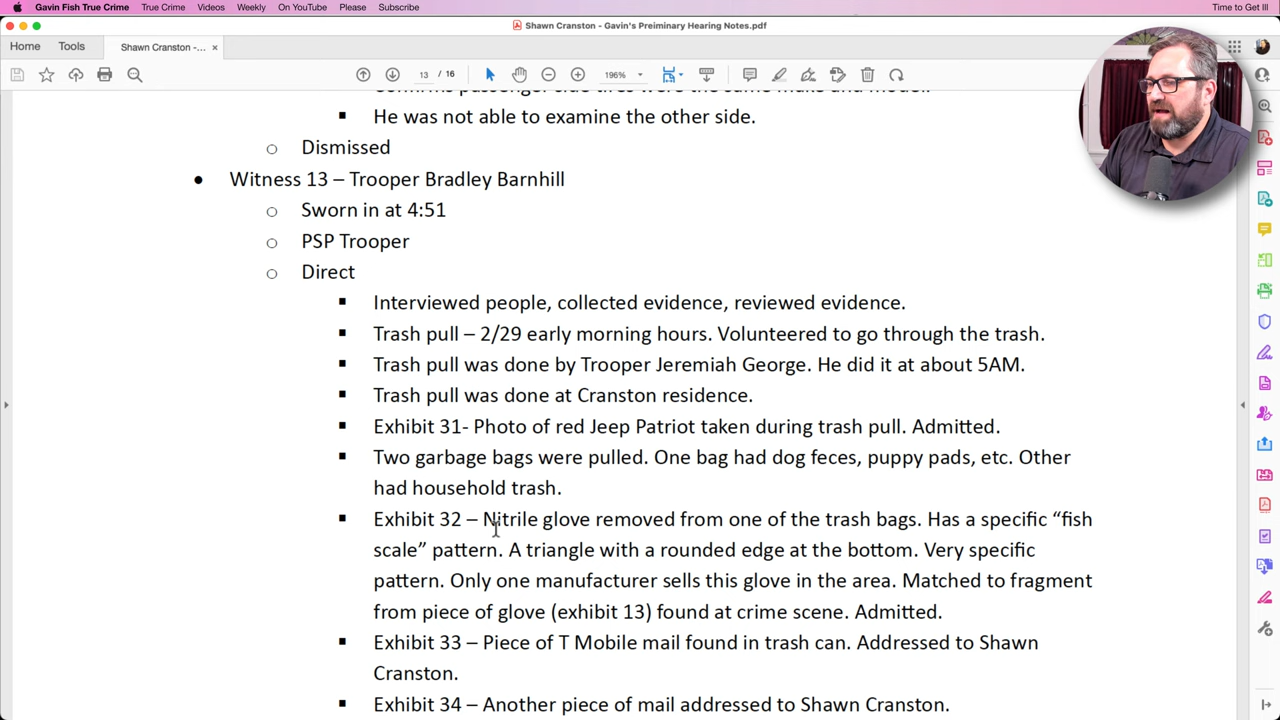 Gavin Fish True Crime True Crime Videos Weekly On YouTube Please Subscribe Time to Get Ill
Shawn Cranston - Gavin's Preiminary Hearing Notes.pdf
Home Tools Shawn Cranston -... ×
13 / 16 196%
passenger side tires were the same make and model.
▪ He was not able to examine the other side.
○ Dismissed
● Witness 13 – Trooper Bradley Barnhill
○ Sworn in at 4:51
○ PSP Trooper
○ Direct
▪ Interviewed people, collected evidence, reviewed evidence.
▪ Trash pull – 2/29 early morning hours. Volunteered to go through the trash.
▪ Trash pull was done by Trooper Jeremiah George. He did it at about 5AM.
▪ Trash pull was done at Cranston residence.
▪ Exhibit 31- Photo of red Jeep Patriot taken during trash pull. Admitted.
▪ Two garbage bags were pulled. One bag had dog feces, puppy pads, etc. Other
had household trash.
▪ Exhibit 32 – Nitrile glove removed from one of the trash bags. Has a specific “fish
scale” pattern. A triangle with a rounded edge at the bottom. Very specific
pattern. Only one manufacturer sells this glove in the area. Matched to fragment
from piece of glove (exhibit 13) found at crime scene. Admitted.
▪ Exhibit 33 – Piece of T Mobile mail found in trash can. Addressed to Shawn
Cranston.
▪ Exhibit 34 – Another piece of mail addressed to Shawn Cranston.